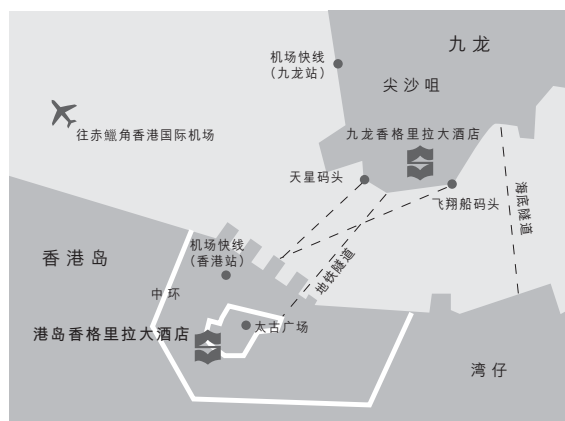 九龙
机场快线
（九龙站）
尖沙咀
往赤鱲角香港国际机场
九龙香格里拉大酒店
天星码头
飞翔船码头
海底隧道
机场快线
（香港站）
香港岛
地铁隧道
中环
太古广场
港岛香格里拉大酒店
湾仔